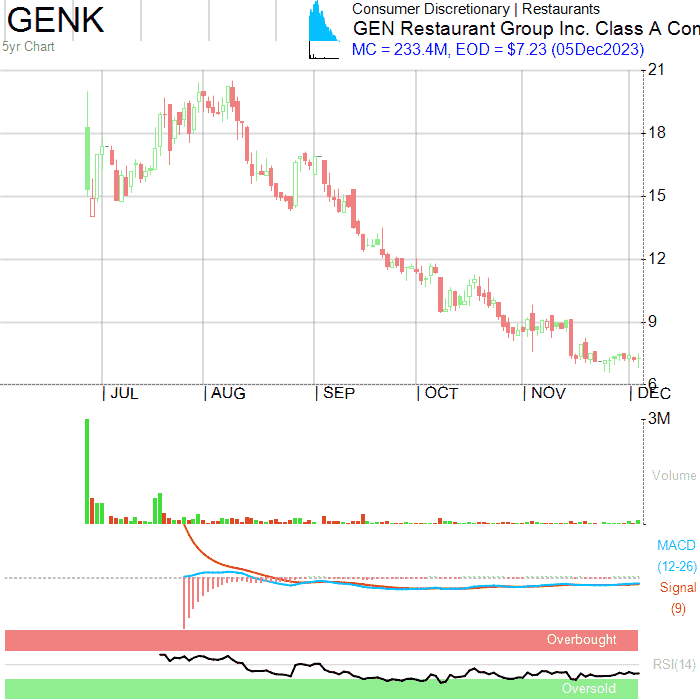 GENK
5yr Chart
Consumer Discretionary | Restaurants
GEN Restaurant Group Inc. Class A Con
MC = 233.4M, EOD = $7.23 (05Dec2023)
21
18
15
12
9
6
| JUL | AUG | SEP | OCT | NOV | DEC
3M
Volume
MACD
(12-26)
Signal
(9)
Overbought
RSI(14)
Oversold